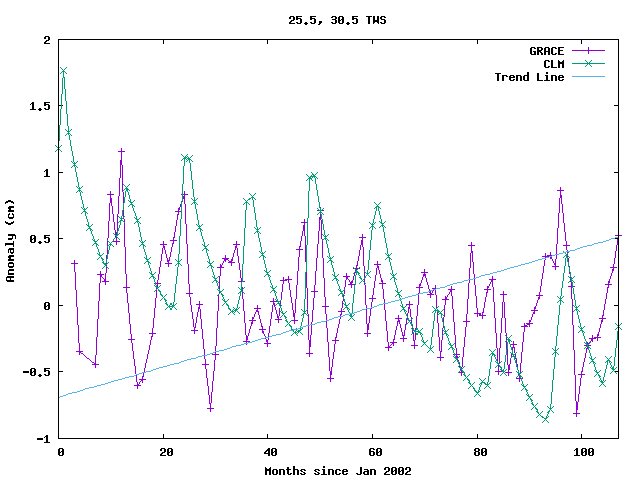 25.5, 30.5 TWS
GRACE
CLM
Trend Line
2
1.5
1
0.5
0
-0.5
-1
Anomaly (cm)
0 20 40 60 80 100
Months since Jan 2002